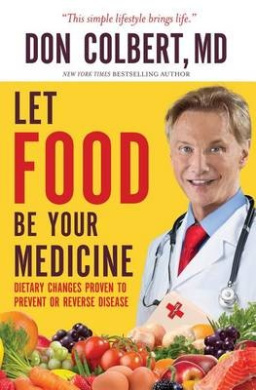 “This simple lifestyle brings life.”
DON COLBERT, MD
NEW YORK TIMES BESTSELLING AUTHOR
LET
FOOD
BE YOUR
MEDICINE
DIETARY CHANGES PROVEN TO
PREVENT OR REVERSE DISEASE